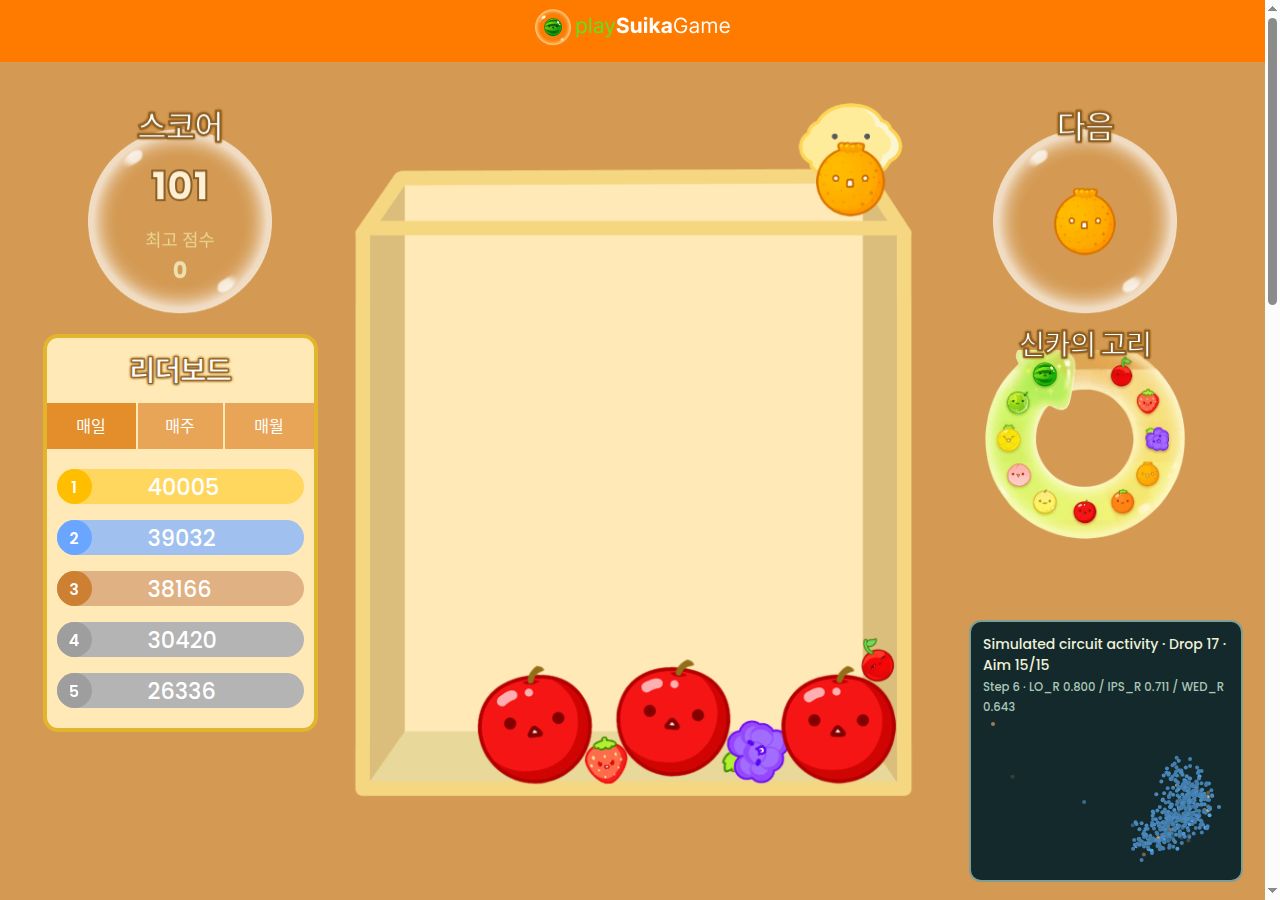 playSuikaGame
스코어
101
최고 점수
0
다음
신카의 고리
리더보드
매일 매주 매월
1 40005
2 39032
3 38166
4 30420
5 26336
Simulated circuit activity · Drop 17 ·
Aim 15/15
Step 6 · LO_R 0.800 / IPS_R 0.711 / WED_R
0.643